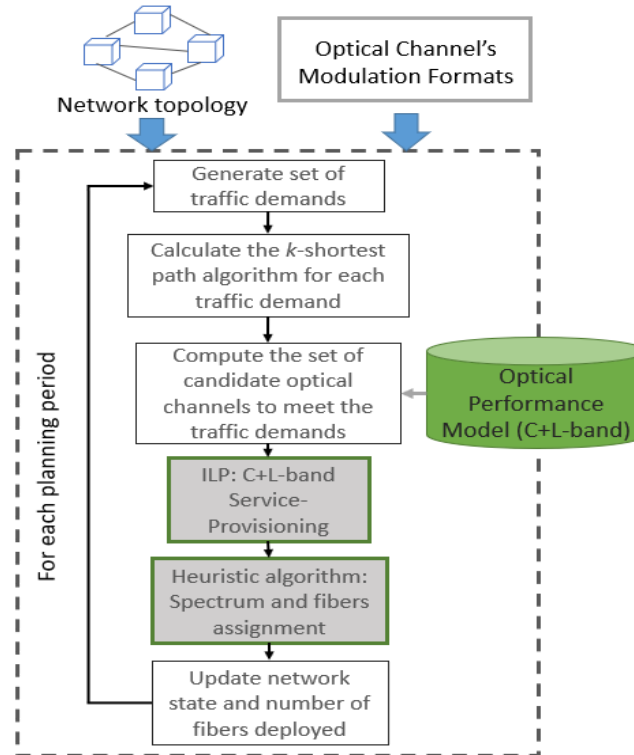 Network topology
Optical Channel's
Modulation Formats
Generate set of
traffic demands
Calculate the k-shortest
path algorithm for each
traffic demand
Compute the set of
candidate optical
channels to meet the
traffic demands
Optical
Performance
Model (C+L-band)
ILP: C+L-band
Service-
Provisioning
Heuristic algorithm:
Spectrum and fibers
assignment
Update network
state and number of
fibers deployed
For each planning period